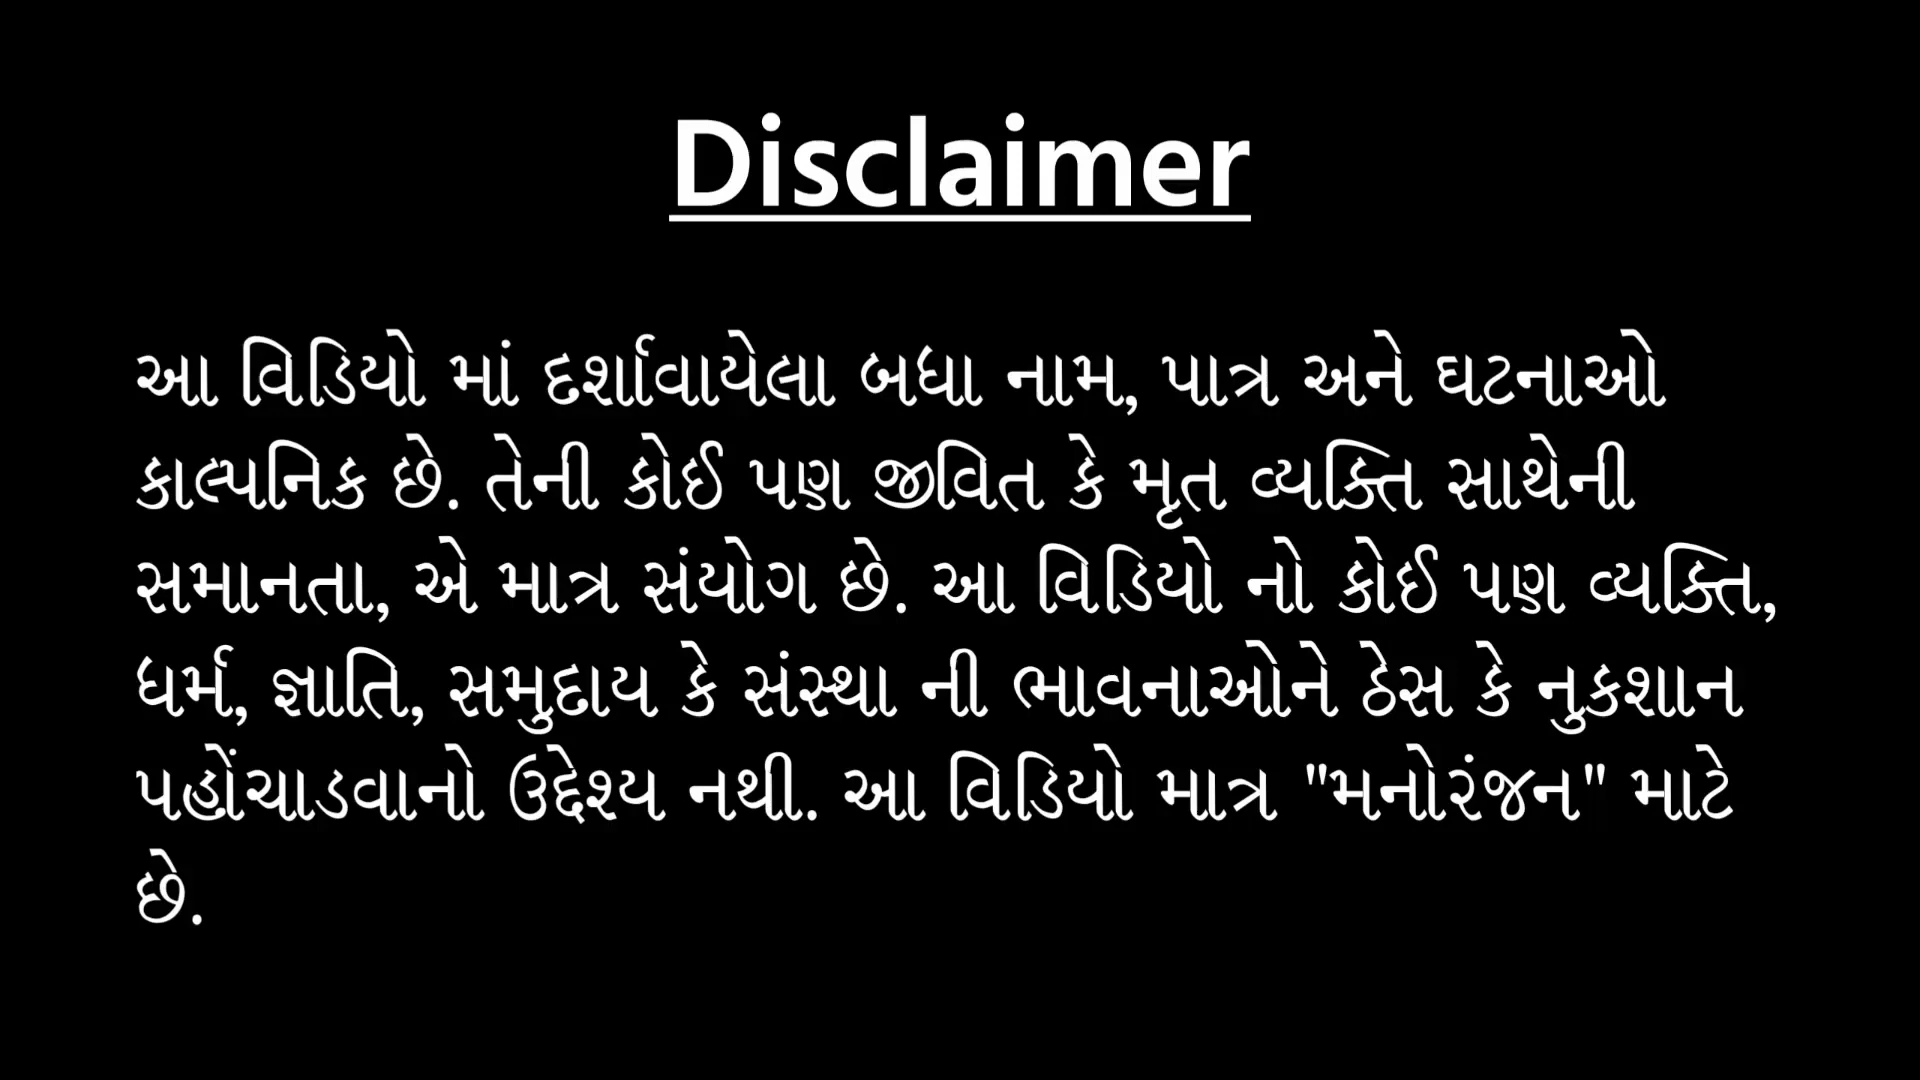 Disclaimer
આ વિડિયો માં દર્શાવાયેલા બધા નામ, પાત્ર અને ઘટનાઓ
કાલ્પનિક છે. તેની કોઈ પણ જીવિત કે મૃત વ્યક્તિ સાથેની
સમાનતા, એ માત્ર સંયોગ છે. આ વિડિયો નો કોઈ પણ વ્યક્તિ,
ધર્મ, જ્ઞાતિ, સમુદાય કે સંસ્થા ની ભાવનાઓને ઠેસ કે નુકશાન
પહોંચાડવાનો ઉદ્દેશ્ય નથી. આ વિડિયો માત્ર "મનોરંજન" માટે
છે.